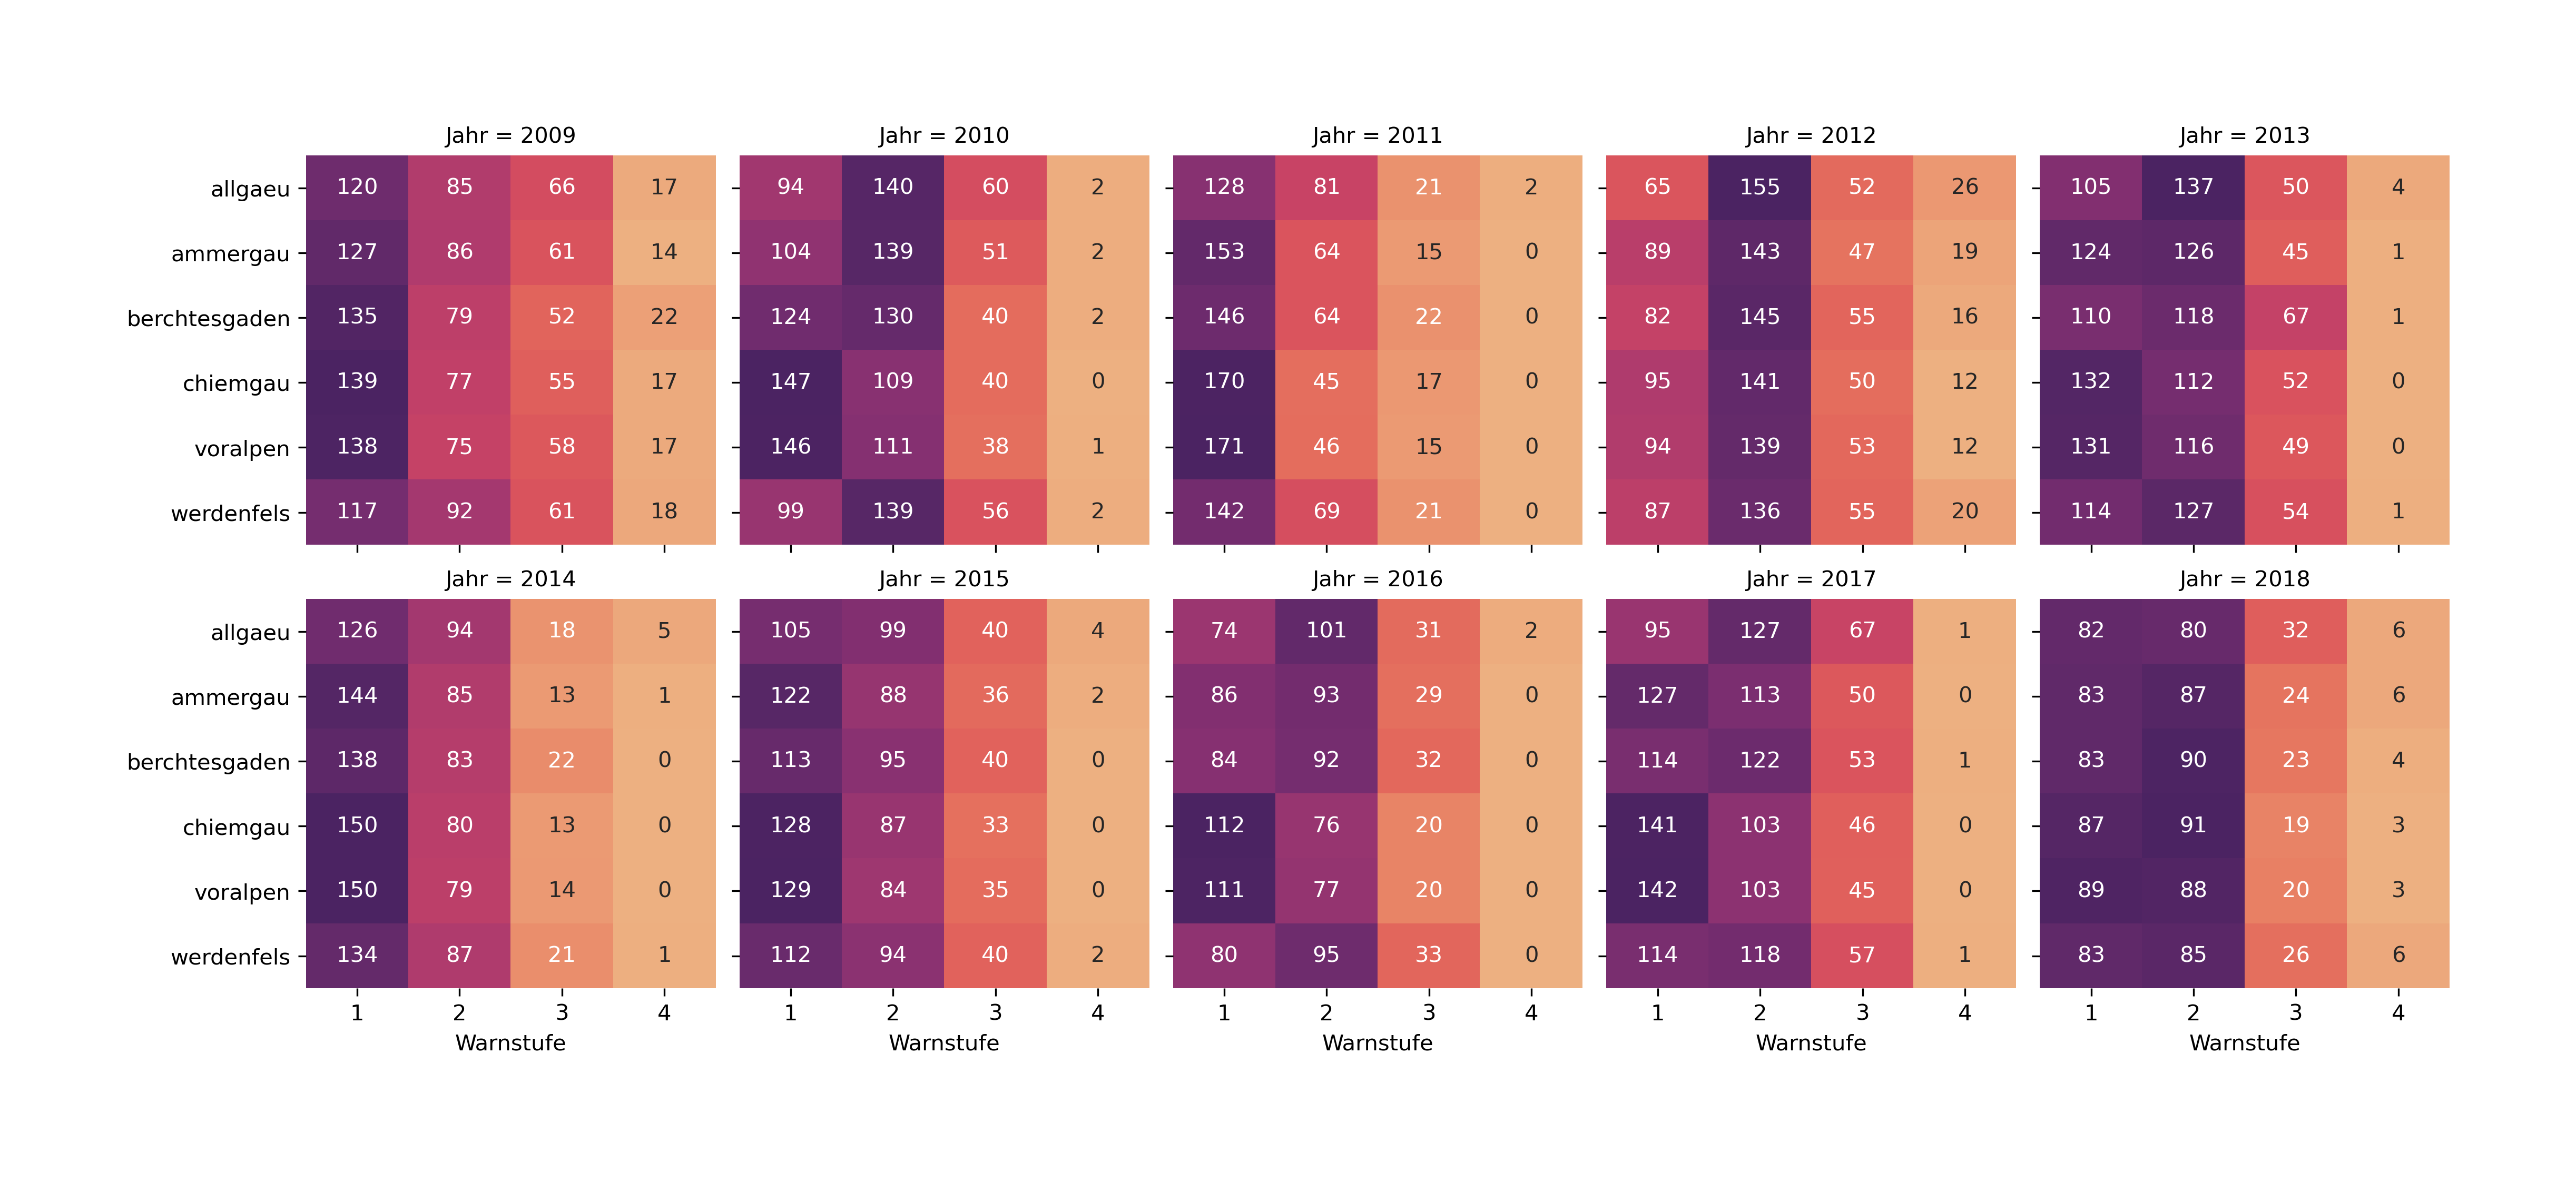 Jahr = 2009 Jahr = 2010 Jahr = 2011 Jahr = 2012 Jahr = 2013
allgaeu 120 85 66 17 94 140 60 2 128 81 21 2 65 155 52 26 105 137 50 4
ammergau 127 86 61 14 104 139 51 2 153 64 15 0 89 143 47 19 124 126 45 1
berchtesgaden 135 79 52 22 124 130 40 2 146 64 22 0 82 145 55 16 110 118 67 1
chiemgau 139 77 55 17 147 109 40 0 170 45 17 0 95 141 50 12 132 112 52 0
voralpen 138 75 58 17 146 111 38 1 171 46 15 0 94 139 53 12 131 116 49 0
werdenfels 117 92 61 18 99 139 56 2 142 69 21 0 87 136 55 20 114 127 54 1
Jahr = 2014 Jahr = 2015 Jahr = 2016 Jahr = 2017 Jahr = 2018
allgaeu 126 94 18 5 105 99 40 4 74 101 31 2 95 127 67 1 82 80 32 6
ammergau 144 85 13 1 122 88 36 2 86 93 29 0 127 113 50 0 83 87 24 6
berchtesgaden 138 83 22 0 113 95 40 0 84 92 32 0 114 122 53 1 83 90 23 4
chiemgau 150 80 13 0 128 87 33 0 112 76 20 0 141 103 46 0 87 91 19 3
voralpen 150 79 14 0 129 84 35 0 111 77 20 0 142 103 45 0 89 88 20 3
werdenfels 134 87 21 1 112 94 40 2 80 95 33 0 114 118 57 1 83 85 26 6
1 2 3 4 1 2 3 4 1 2 3 4 1 2 3 4 1 2 3 4
Warnstufe Warnstufe Warnstufe Warnstufe Warnstufe